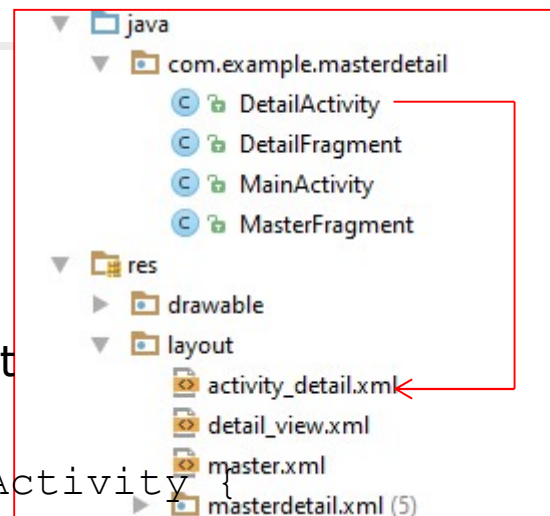 java
com.example.masterdetail
DetailActivity
DetailFragment
MainActivity
MasterFragment
res
drawable
layout
t
activity_detail.xml
detail_view.xml
master.xml
Activity {
masterdetail.xml (5)